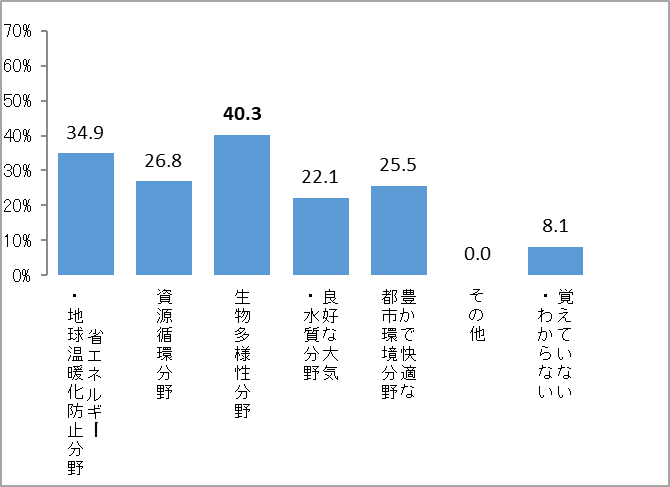 70%
60%
50%
40%
30%
20%
10%
0%
34.9
26.8
40.3
22.1
25.5
0.0
8.1
省エネルギー
・地球温暖化防止分野
資源循環分野
生物多様性分野
良好な大気
・水質分野
豊かで快適な
都市環境分野
その他
覚えていない
・わからない